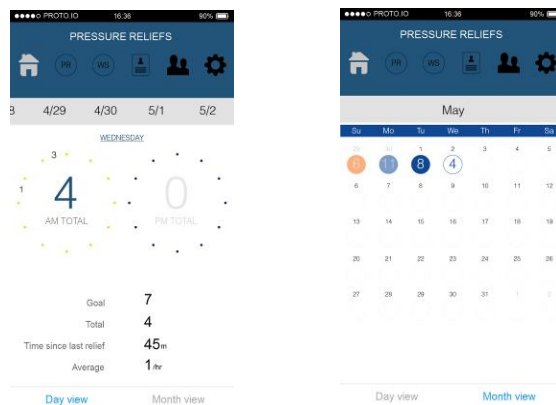 PROTO.IO 16:36 90%
PRESSURE RELIEFS
PR WS
8 4/29 4/30 5/1 5/2
WEDNESDAY
3
1
4
AM TOTAL
0
PM TOTAL
Goal 7
Total 4
Time since last relief 45m
Average 1/hr
Day view Month view
PROTO.IO 16:36 90%
PRESSURE RELIEFS
PR WS
May
Su Mo Tu We Th Fr Sa
29 30 1 2 3 4 5
6 11 8 4
6 7 8 9 10 11 12
13 14 15 16 17 18 19
20 21 22 23 24 25 26
27 28 29 30 31 1 2
Day view Month view